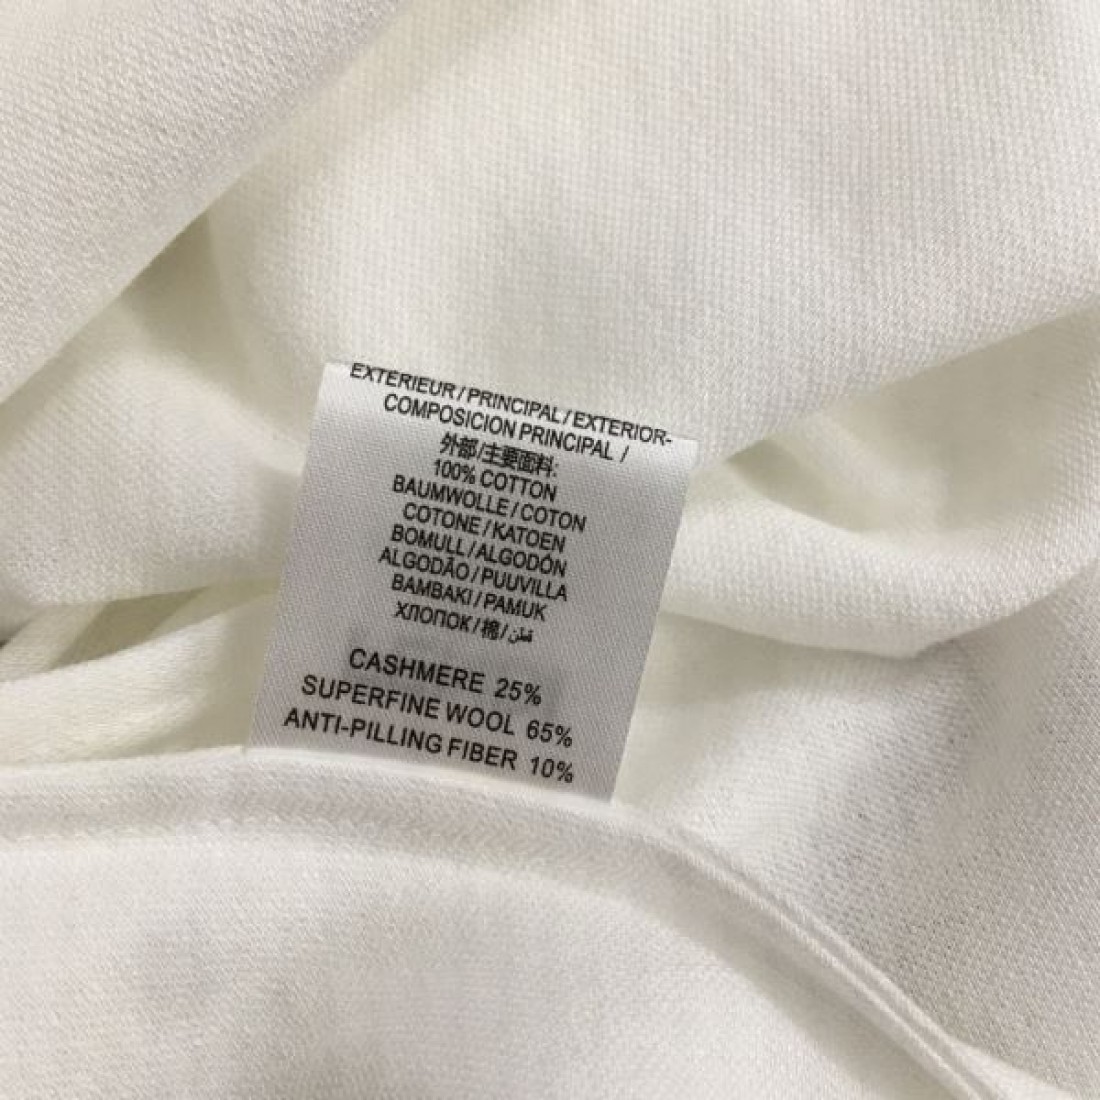 EXTERIEUR/PRINCIPAL/EXTERIOR-
COMPOSICION PRINCIPAL /
外部/主要面料:
100% COTTON
BAUMWOLLE/COTON
COTONE/KATOEN
BOMULL/ALGODÓN
ALGODÃO/PUUVILLA
BAMBAKI/PAMUK
ХЛОПОК/棉/قطن
CASHMERE 25%
SUPERFINE WOOL 65%
ANTI-PILLING FIBER 10%